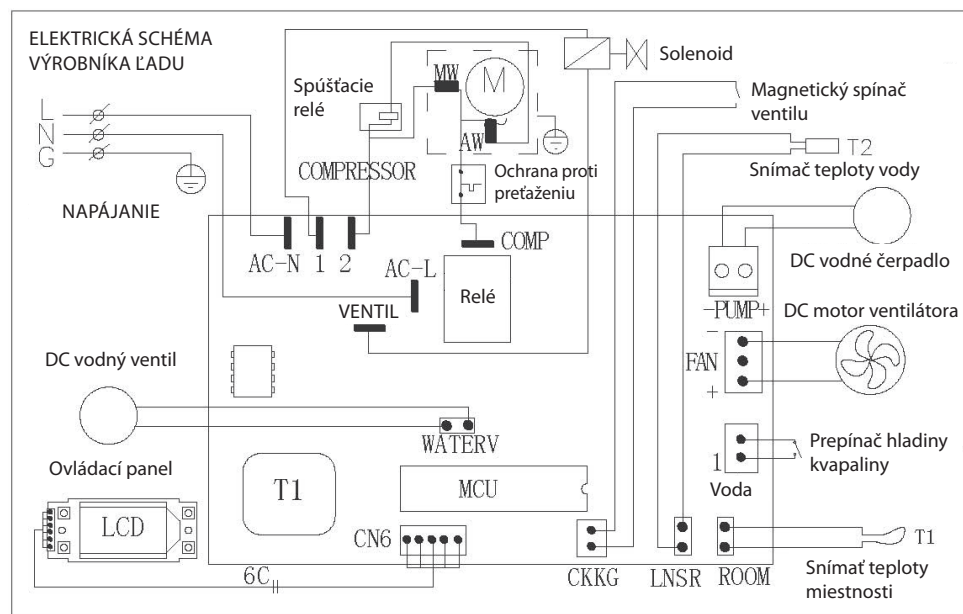 ELEKTRICKÁ SCHÉMA
VÝROBNÍKA ĽADU
Solenoid
Spúšťacie
relé
MW
M
AW
Magnetický spínač
ventilu
L
N
G
T2
COMPRESSOR
Ochrana proti
preťaženiu
Snímač teploty vody
NAPÁJANIE
COMP
AC-N 1 2
AC-L
Relé
DC vodné čerpadlo
VENTIL
-PUMP+
DC motor ventilátora
DC vodný ventil
-
FAN
+
WATERV
Prepínač hladiny
kvapaliny
1
Voda
Ovládací panel
T1
MCU
LCD
CN6
T1
6C
CKKG
LNSR
ROOM
Snímať teploty
miestnosti